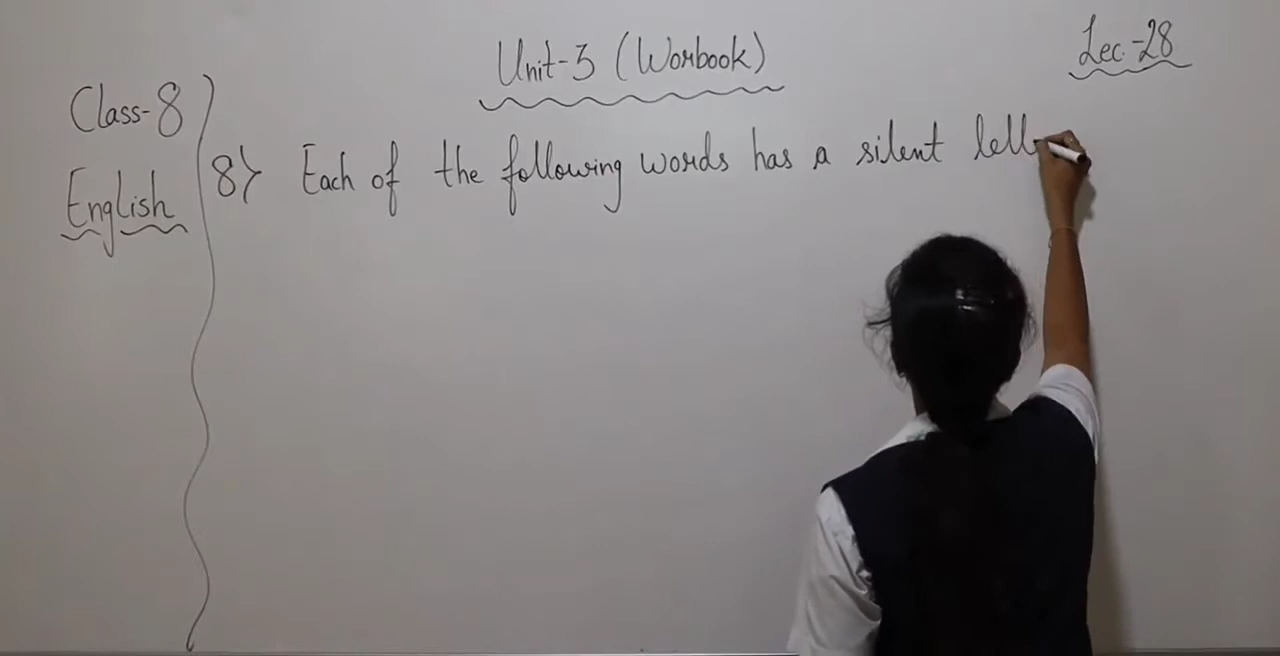 Unit-3 (Worbook)
Lec.-28
Class-8
English
8) Each of the following words has a silent